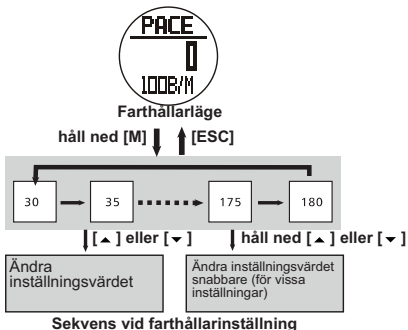 PACE
0
100B/M
Farthållarläge
håll ned [M] [ESC]
30 35 175 180
[▲] eller [▼] håll ned [▲] eller [▼]
Ändra
inställningsvärdet
Ändra inställningsvärdet
snabbare (för vissa
inställningar)
Sekvens vid farthållarinställning